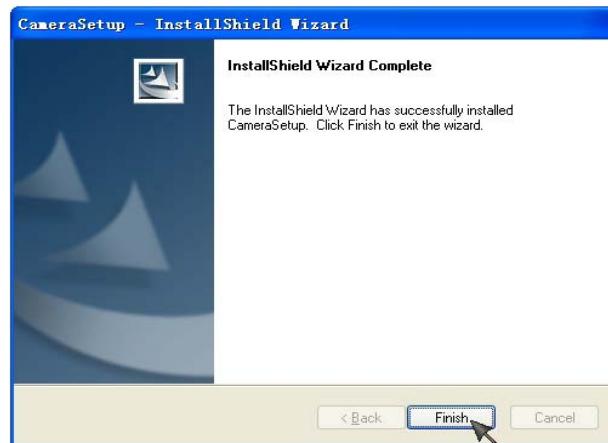 CameraSetup - InstallShield Wizard
InstallShield Wizard Complete
The InstallShield Wizard has successfully installed
CameraSetup. Click Finish to exit the wizard.
< Back
Finish
Cancel